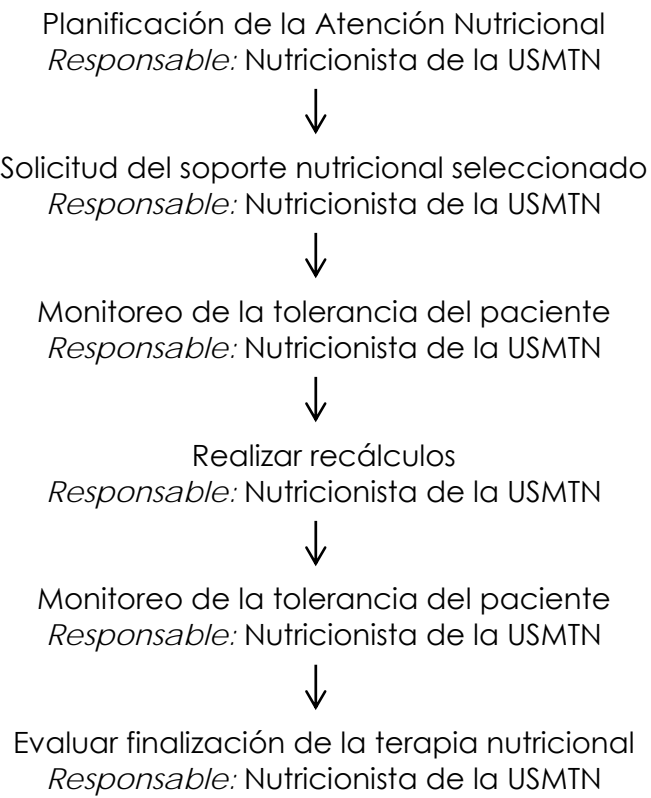 Planificación de la Atención Nutricional
Responsable: Nutricionista de la USMTN
Solicitud del soporte nutricional seleccionado
Responsable: Nutricionista de la USMTN
Monitoreo de la tolerancia del paciente
Responsable: Nutricionista de la USMTN
Realizar recálculos
Responsable: Nutricionista de la USMTN
Monitoreo de la tolerancia del paciente
Responsable: Nutricionista de la USMTN
Evaluar finalización de la terapia nutricional
Responsable: Nutricionista de la USMTN